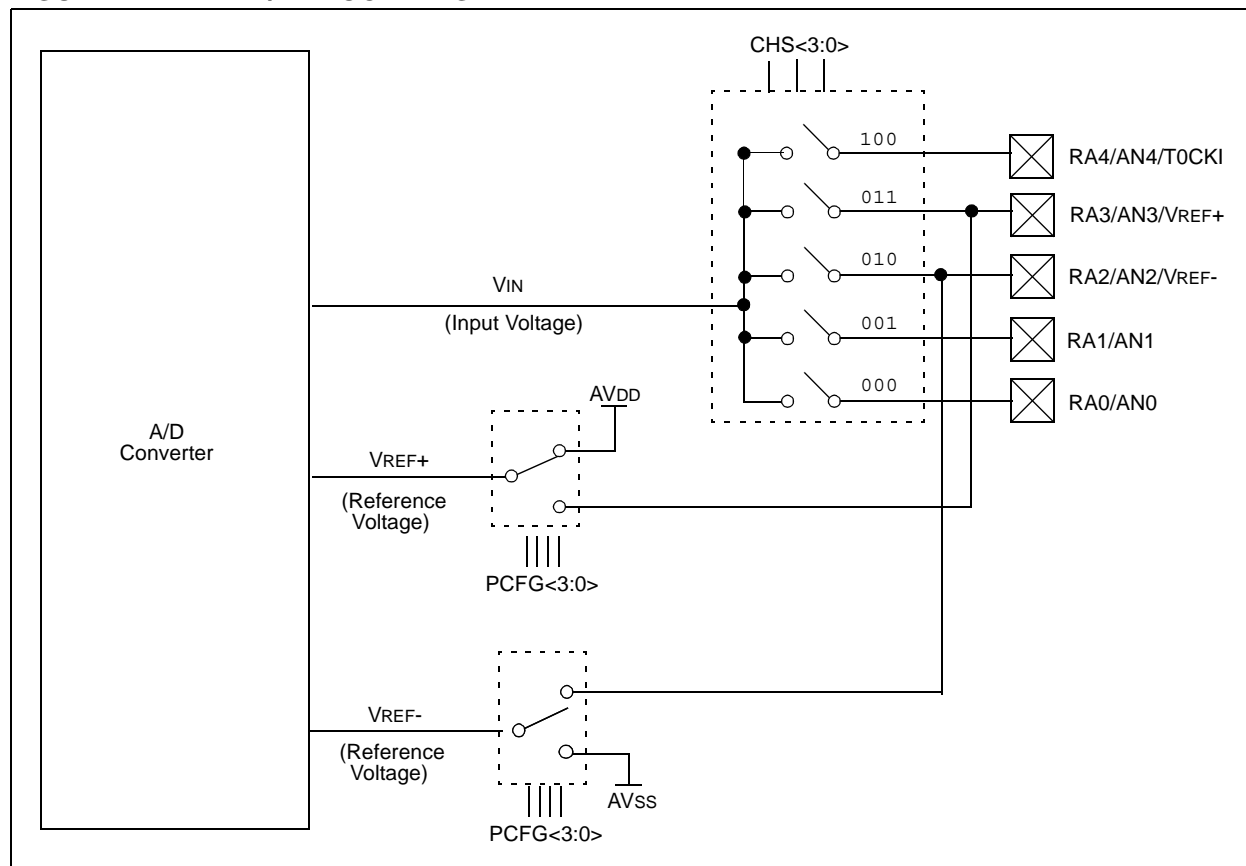 CHS<3:0>
100
RA4/AN4/T0CKI
011
RA3/AN3/VREF+
010
RA2/AN2/VREF-
VIN
(Input Voltage)
001
RA1/AN1
000
RA0/AN0
AVDD
A/D
Converter
VREF+
(Reference
Voltage)
PCFG<3:0>
VREF-
(Reference
Voltage)
AVSS
PCFG<3:0>